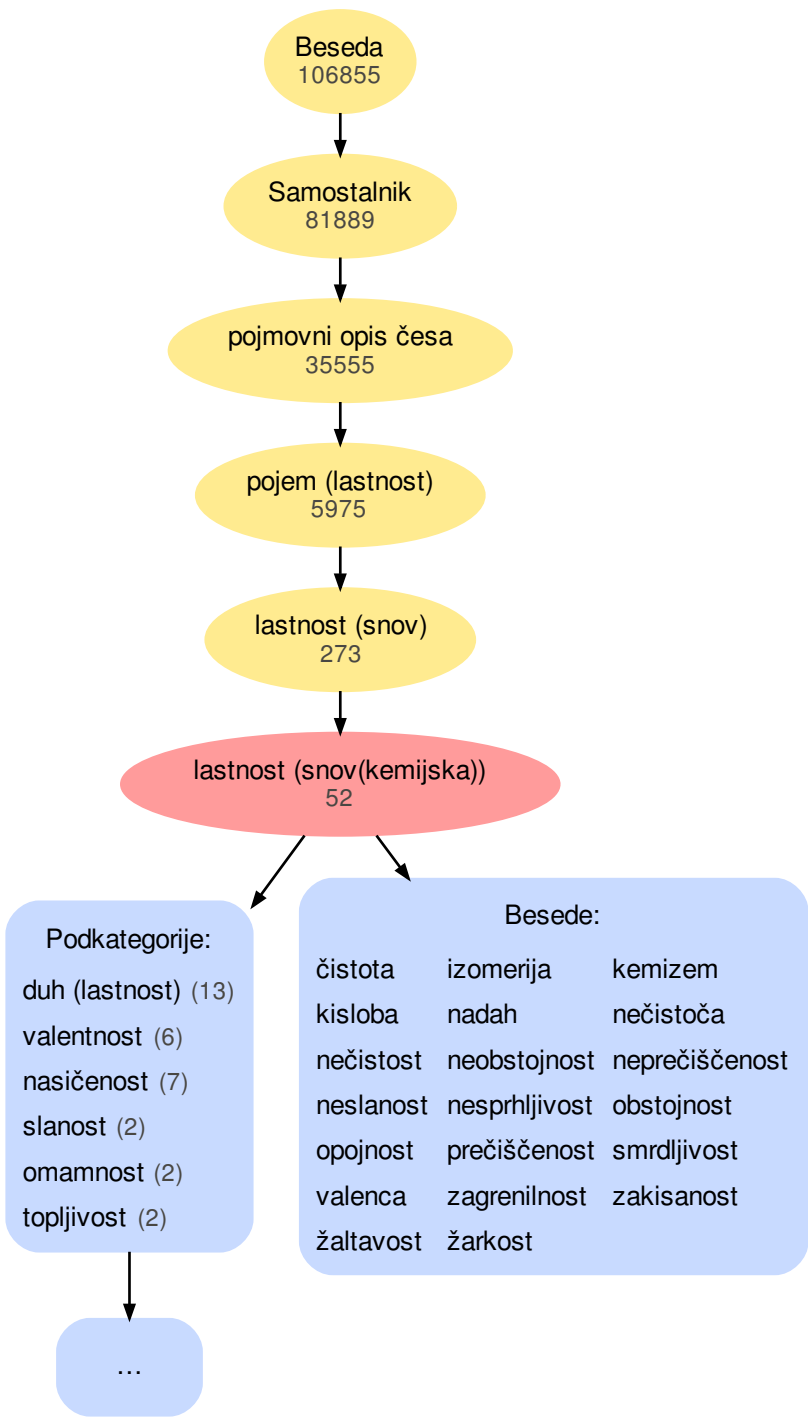 Beseda
106855
Samostalnik
81889
pojmovni opis česa
35555
pojem (lastnost)
5975
lastnost (snov)
273
lastnost (snov(kemijska))
52
Podkategorije:
duh (lastnost) (13)
valentnost (6)
nasičenost (7)
slanost (2)
omamnost (2)
topljivost (2)
...
Besede:
čistota izomerija kemizem
kisloba nadah nečistoča
nečistost neobstojnost neprečiščenost
neslanost nesprhljivost obstojnost
opojnost prečiščenost smrdljivost
valenca zagrenilnost zakisanost
žaltavost žarkost